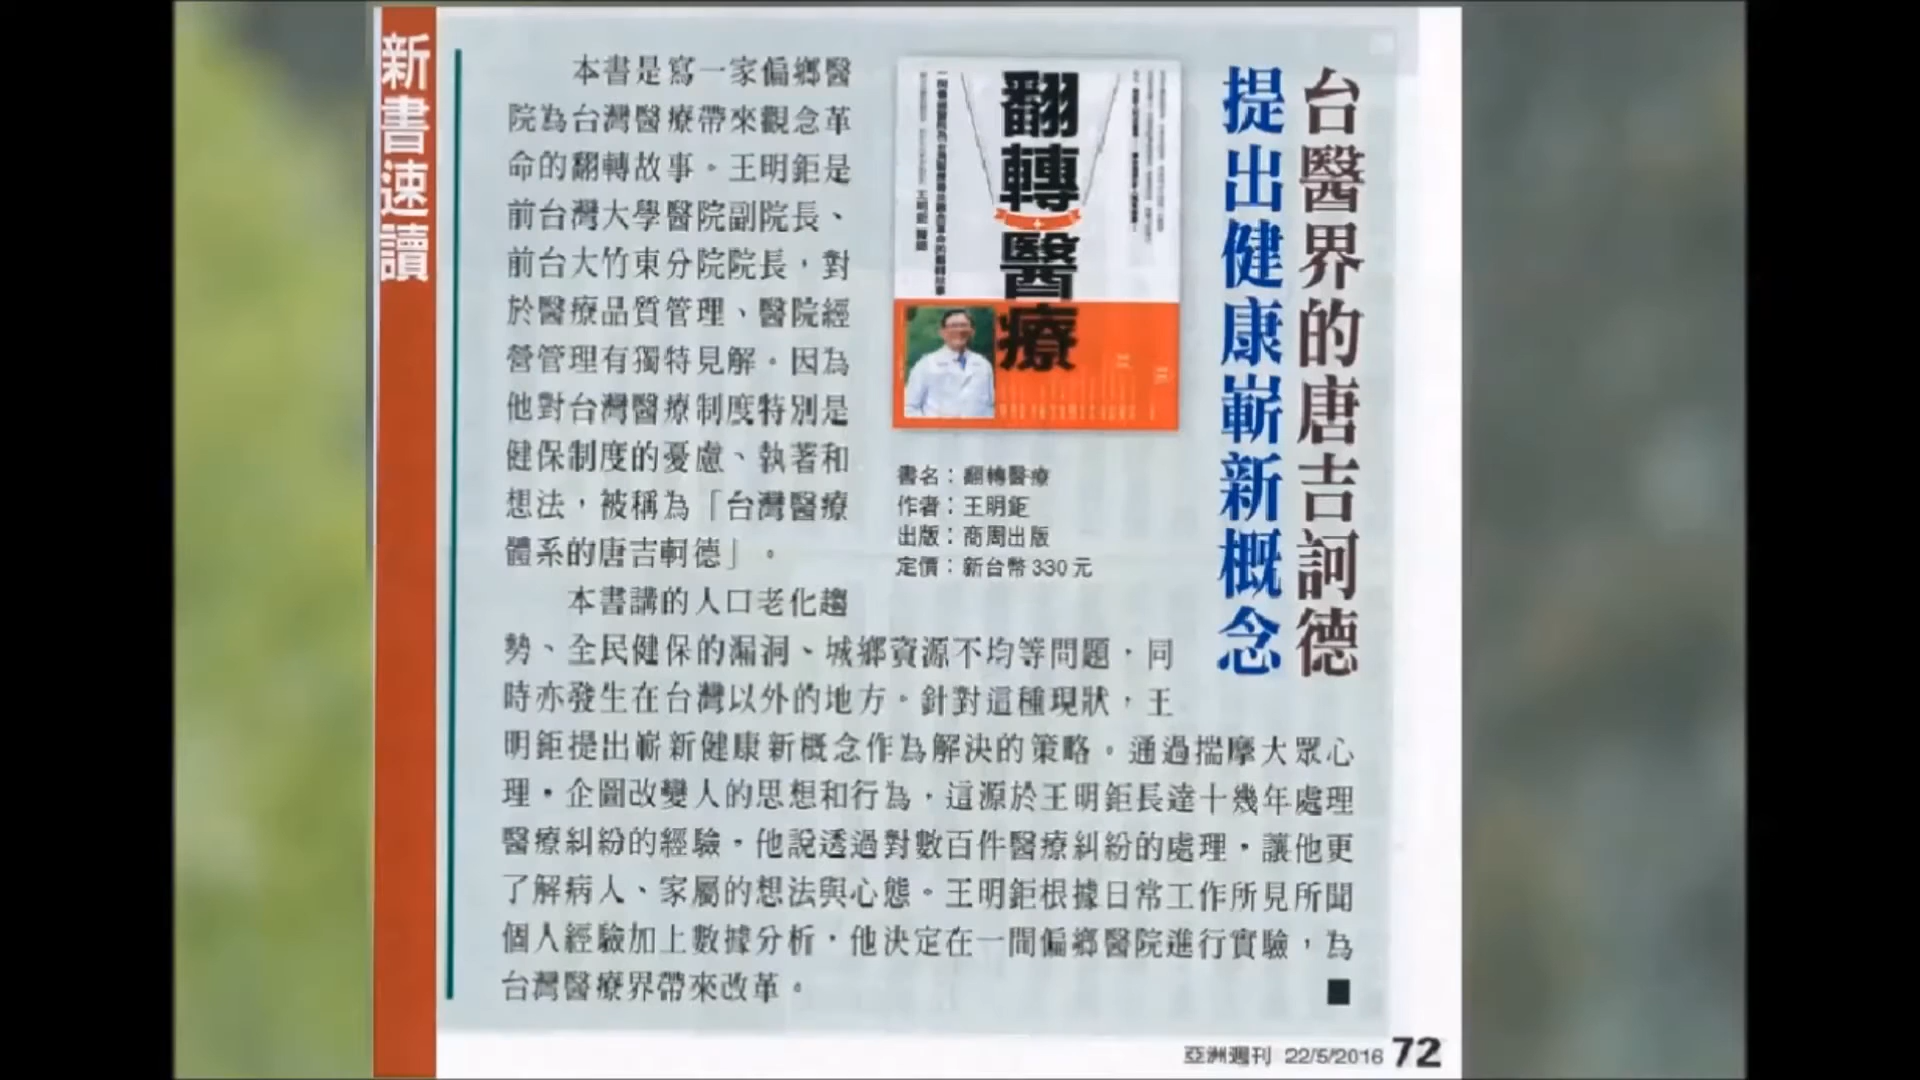 新書速讀
台醫界的唐吉訶德
提出健康嶄新概念
翻轉醫療
王明鉅 醫師
書名：翻轉醫療
作者：王明鉅
出版：商周出版
定價：新台幣330元
本書是寫一家偏鄉醫
院為台灣醫療帶來觀念革
命的翻轉故事。王明鉅是
前台灣大學醫院副院長、
前台大竹東分院院長，對
於醫療品質管理、醫院經
營管理有獨特見解。因為
他對台灣醫療制度特別是
健保制度的憂慮、執著和
想法，被稱為「台灣醫療
體系的唐吉軻德」。
本書講的人口老化趨
勢、全民健保的漏洞、城鄉資源不均等問題，同
時亦發生在台灣以外的地方。針對這種現狀，王
明鉅提出嶄新健康新概念作為解決的策略。通過揣摩大眾心
理，企圖改變人的思想和行為，這源於王明鉅長達十幾年處理
醫療糾紛的經驗。他說透過對數百件醫療糾紛的處理，讓他更
了解病人、家屬的想法與心態。王明鉅根據日常工作所見所聞
個人經驗加上數據分析，他決定在一間偏鄉醫院進行實驗，為
台灣醫療界帶來改革。
亞洲週刊 22/5/2016 72